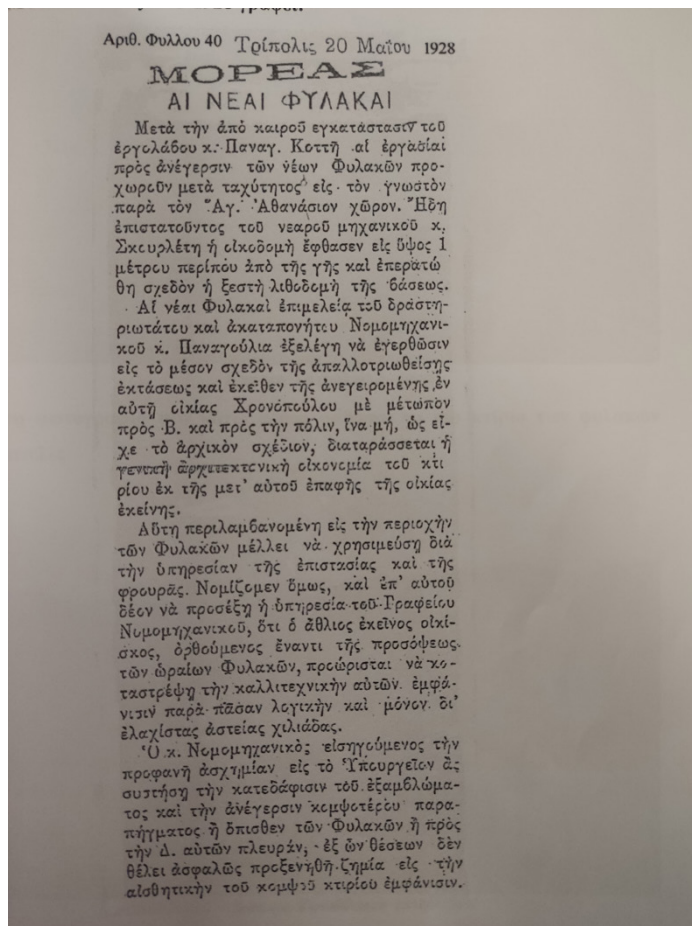 Αριθ. Φυλλου 40 Τρίπολις 20 Μαΐου 1928
ΜΟΡΕΑΣ
ΑΙ ΝΕΑΙ ΦΥΛΑΚΑΙ
Μετὰ τὴν ἀπὸ καιροῦ εγκατάστασιν τοῦ
ἐργολάβου κ. Παναγ. Κοττῆ αἱ ἐργασίαι
πρὸς ἀνέγερσιν τῶν νέων Φυλακῶν προ-
χωροῦν μετὰ ταχύτητος εἰς τὸν γνωστὸν
παρὰ τὸν Ἅγ. Ἀθανάσιον χῶρον. Ἤδη
ἐπιστατοῦντος τοῦ νεαροῦ μηχανικοῦ κ.
Σκουρλέτη ἡ οἰκοδομὴ ἔφθασεν εἰς ὕψος 1
μέτρου περίπου ἀπὸ τῆς γῆς καὶ ἐπερατώ
θη σχεδὸν ἡ ξεστὴ λιθοδομὴ τῆς βάσεως.
Αἱ νέαι Φυλακαὶ ἐπιμελείᾳ τοῦ δραστη-
ριωτάτου καὶ ἀκαταπονήτου Νομομηχανι-
κοῦ κ. Παναγούλια ἐξελέγη νὰ ἐγερθῶσιν
εἰς τὸ μέσον σχεδὸν τῆς ἀπαλλοτριωθείσης
ἐκτάσεως καὶ ἐκεῖθεν τῆς ἀνεγειρομένης ἐν
αὐτῇ οἰκίας Χρονοπούλου μὲ μέτωπον
πρὸς Β. καὶ πρὸς τὴν πόλιν, ἵνα μή, ὡς εἶ-
χε τὸ ἀρχικὸν σχέδιον, διαταράσσεται ἡ
γενικὴ ἀρχιτεκτονικὴ οἰκονομία τοῦ κτι
ρίου ἐκ τῆς μετ' αὐτοῦ ἐπαφῆς τῆς οἰκίας
ἐκείνης.
Αὕτη περιλαμβανομένη εἰς τὴν περιοχὴν
τῶν Φυλακῶν μέλλει νὰ χρησιμεύσῃ διὰ
τὴν ὑπηρεσίαν τῆς ἐπιστασίας καὶ τῆς
φρουρᾶς. Νομίζομεν ὅμως, καὶ ἐπ' αὐτοῦ
δέον νὰ προσέξῃ ἡ ὑπηρεσία τοῦ Γραφείου
Νομομηχανικοῦ, ὅτι ὁ ἄθλιος ἐκεῖνος οἰκί-
σκος, ὀρθούμενος ἔναντι τῆς προσόψεως
τῶν ὡραίων Φυλακῶν, προώρισται νὰ κα-
ταστρέψῃ τὴν καλλιτεχνικὴν αὐτῶν ἐμφά-
νισιν παρὰ πᾶσαν λογικὴν καὶ μόνον δι'
ἐλαχίστας ἀστείας χιλιάδας.
Ὁ κ. Νομομηχανικὸς εἰσηγούμενος τὴν
προφανῆ ἀσχημίαν εἰς τὸ Ὑπουργεῖον ἂς
συστήσῃ τὴν κατεδάφισιν τοῦ ἐξαμβλώμα-
τος καὶ τὴν ἀνέγερσιν κομψοτέρου παρα-
πήγματος ἢ ὄπισθεν τῶν Φυλακῶν ἢ πρὸς
τὴν Δ. αὐτῶν πλευράν, ἐξ ὧν θέσεων δὲν
θέλει ἀσφαλῶς προξενηθῆ ζημία εἰς τὴν
αἰσθητικὴν τοῦ κομψοῦ κτιρίου ἐμφάνισιν.